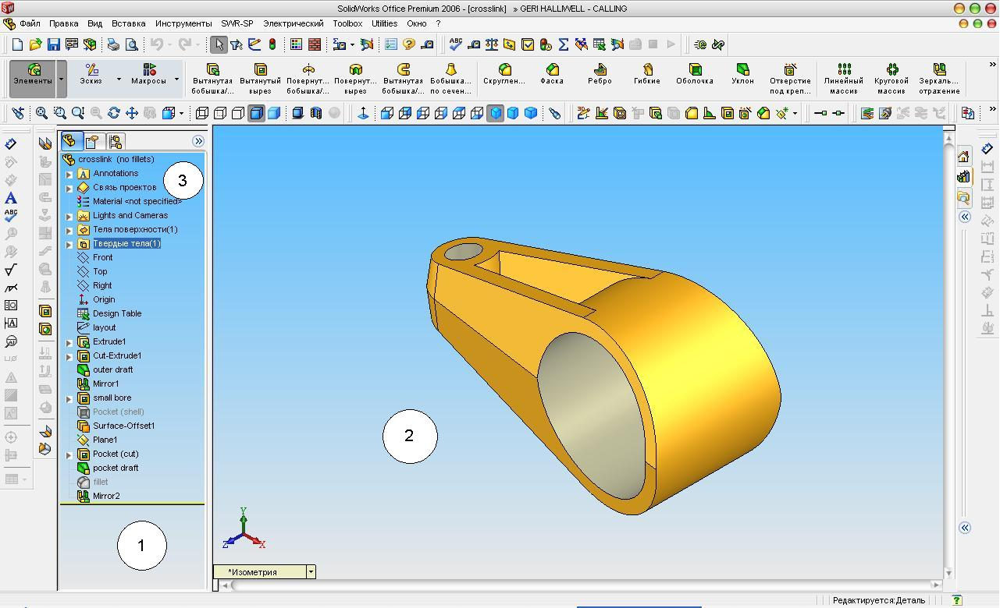 SolidWorks Office Premium 2006 - [crosslink] » GERI HALLIWELL - CALLING
Файл Правка Вид Вставка Инструменты SWR-SP Электрический Toolbox Utilities Окно ?
Элементы Эскиз Макросы Вытянутая бобышка/... Вытянутый вырез Повернут... бобышка/... Повернут... вырез Вытянутая бобышка/... Бобышка... по сечен... Скруглен... Фаска Ребро Гибкие Оболочка Уклон Отверстие под креп... Линейный массив Круговой массив Зеркаль... отражение
crosslink (no fillets)
Annotations
Связь проектов
Material <not specified>
Lights and Cameras
Тела поверхности(1)
Твердые тела(1)
Front
Top
Right
Origin
Design Table
layout
Extrude1
Cut-Extrude1
outer draft
Mirror1
small bore
Pocket (shell)
Surface-Offset1
Plane1
Pocket (cut)
pocket draft
fillet
Mirror2
3
2
1
Y
Z
X
*Изометрия
Редактируется:Деталь